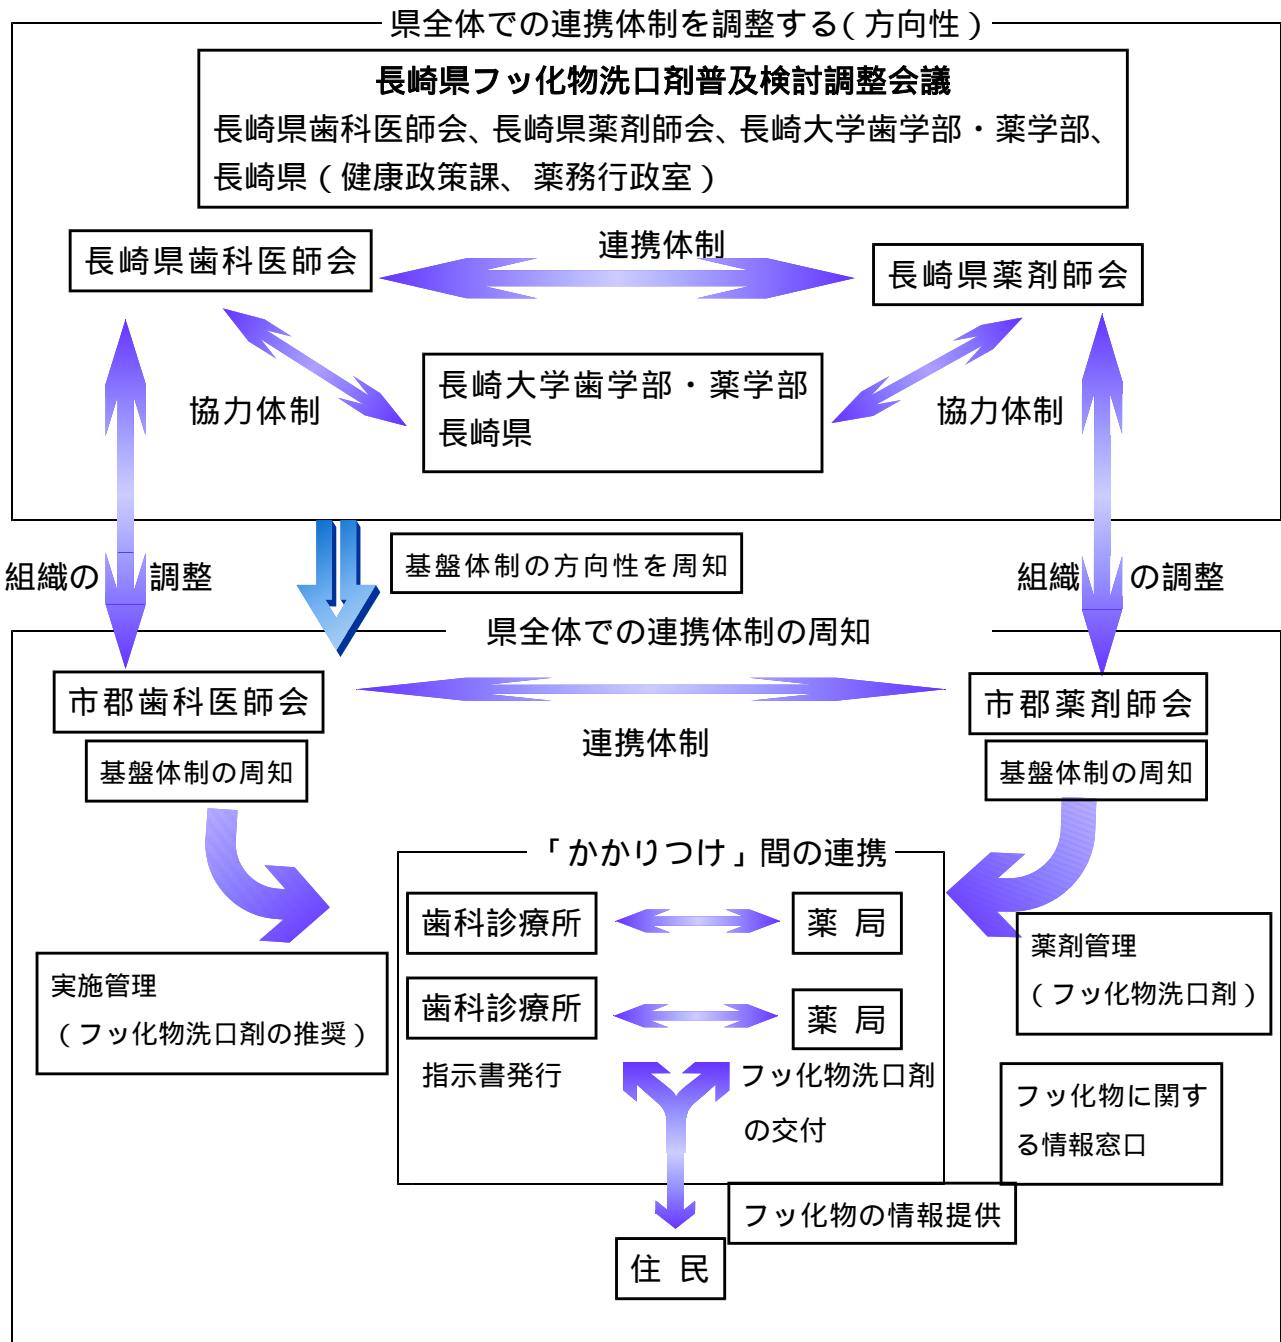 県全体での連携体制を調整する(方向性)
長崎県フッ化物洗口剤普及検討調整会議
長崎県歯科医師会、長崎県薬剤師会、長崎大学歯学部・薬学部、
長崎県(健康政策課、薬務行政室)
長崎県歯科医師会
連携体制
長崎県薬剤師会
長崎大学歯学部・薬学部
長崎県
協力体制
協力体制
組織の 調整
基盤体制の方向性を周知
組織 の調整
県全体での連携体制の周知
市郡歯科医師会
市郡薬剤師会
連携体制
基盤体制の周知
基盤体制の周知
「かかりつけ」間の連携
歯科診療所
薬 局
歯科診療所
薬 局
実施管理
(フッ化物洗口剤の推奨)
薬剤管理
(フッ化物洗口剤)
指示書発行
フッ化物洗口剤
の交付
フッ化物に関す
る情報窓口
フッ化物の情報提供
住 民